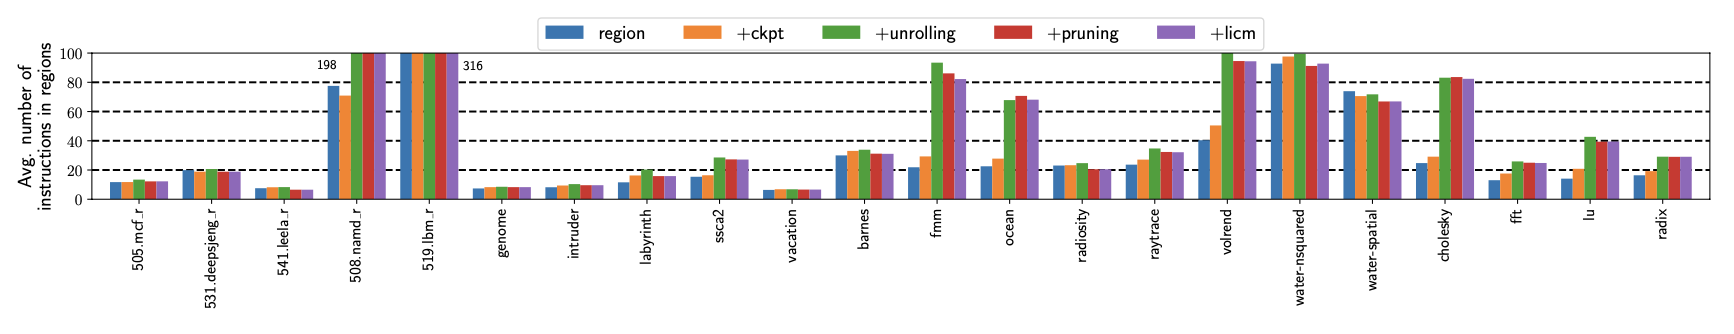 region +ckpt +unrolling +pruning +licm
Avg. number of
instructions in regions
100
80
60
40
20
0
198
316
505.mcf_r
531.deepsjeng_r
541.leela_r
508.namd_r
519.lbm_r
genome
intruder
labyrinth
ssca2
vacation
barnes
fmm
ocean
radiosity
raytrace
volrend
water-nsquared
water-spatial
cholesky
fft
lu
radix